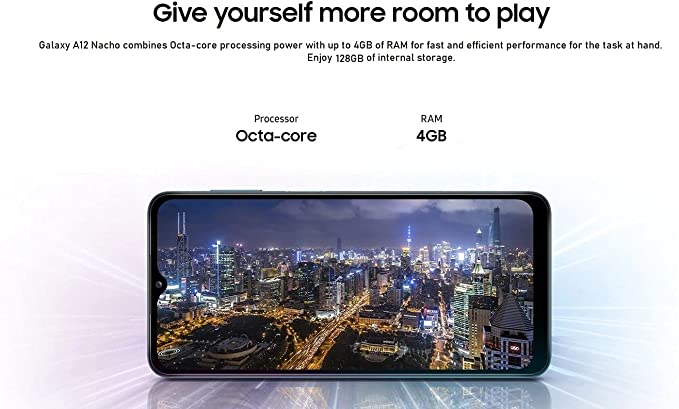 Give yourself more room to play
Galaxy A12 Nacho combines Octa-core processing power with up to 4GB of RAM for fast and efficient performance for the task at hand.
Enjoy 128GB of internal storage.
Processor
RAM
Octa-core
4GB